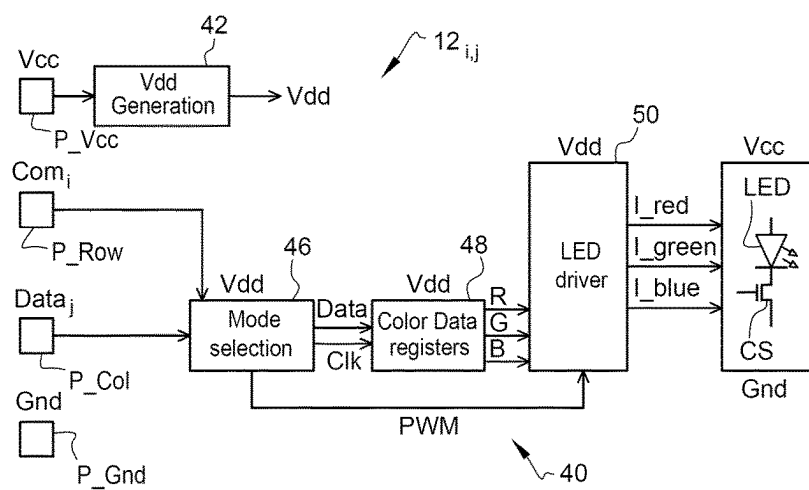 42
12 i,j
Vcc
Vdd
Generation
Vdd
P_Vcc
Com i
P_Row
50
Vdd
Vcc
LED
I_red
I_green
I_blue
LED
driver
CS
Gnd
46
48
Vdd
Vdd
Data j
Mode
selection
Data
Clk
Color Data
registers
R
G
B
P_Col
Gnd
PWM
P_Gnd
40